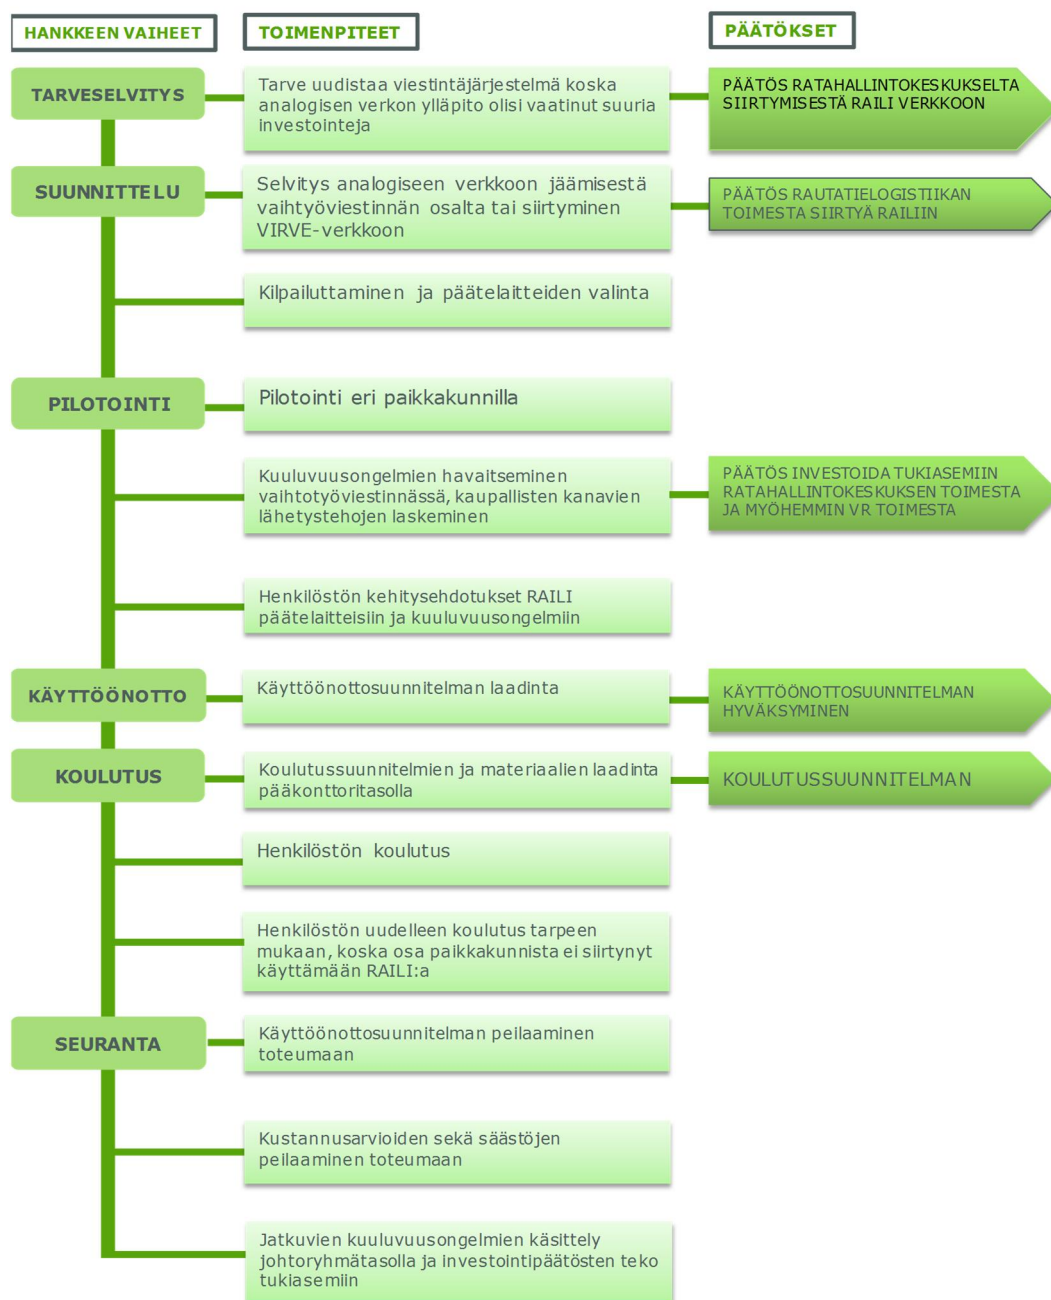 HANKKEEN VAIHEET
TOIMENPITEET
PÄÄTÖKSET
TARVESELVITYS
Tarve uudistaa viestintäjärjestelmä koska
analogisen verkon ylläpito olisi vaatinut suuria
investointeja
PÄÄTÖS RATAHALLINTOKESKUKSELTA
SIIRTYMISESTÄ RAILI VERKKOON
SUUNNITTELU
Selvitys analogiseen verkkoon jäämisestä
vaihtyöviestinnän osalta tai siirtyminen
VIRVE-verkkoon
PÄÄTÖS RAUTATIELOGISTIIKAN
TOIMESTA SIIRTYÄ RAILIIN
Kilpailuttaminen ja päätelaitteiden valinta
PILOTOINTI
Pilotointi eri paikkakunnilla
Kuuluvuusongelmien havaitseminen
vaihtotyöviestinnässä, kaupallisten kanavien
lähetystehojen laskeminen
PÄÄTÖS INVESTOIDA TUKIASEMIIN
RATAHALLINTOKESKUKSEN TOIMESTA
JA MYÖHEMMIN VR TOIMESTA
Henkilöstön kehitysehdotukset RAILI
päätelaitteisiin ja kuuluvuusongelmiin
KÄYTTÖÖNOTTO
Käyttöönottosuunnitelman laadinta
KÄYTTÖÖNOTTOSUUNNITELMAN
HYVÄKSYMINEN
KOULUTUS
Koulutussuunnitelmien ja materiaalien laadinta
pääkonttoritasolla
KOULUTUSSUUNNITELMAN
Henkilöstön koulutus
Henkilöstön uudelleen koulutus tarpeen
mukaan, koska osa paikkakunnista ei siirtynyt
käyttämään RAILI:a
SEURANTA
Käyttöönottosuunnitelman peilaaminen
toteumaan
Kustannusarvioiden sekä säästöjen
peilaaminen toteumaan
Jatkuvien kuuluvuusongelmien käsittely
johtoryhmätasolla ja investointipäätösten teko
tukiasemiin